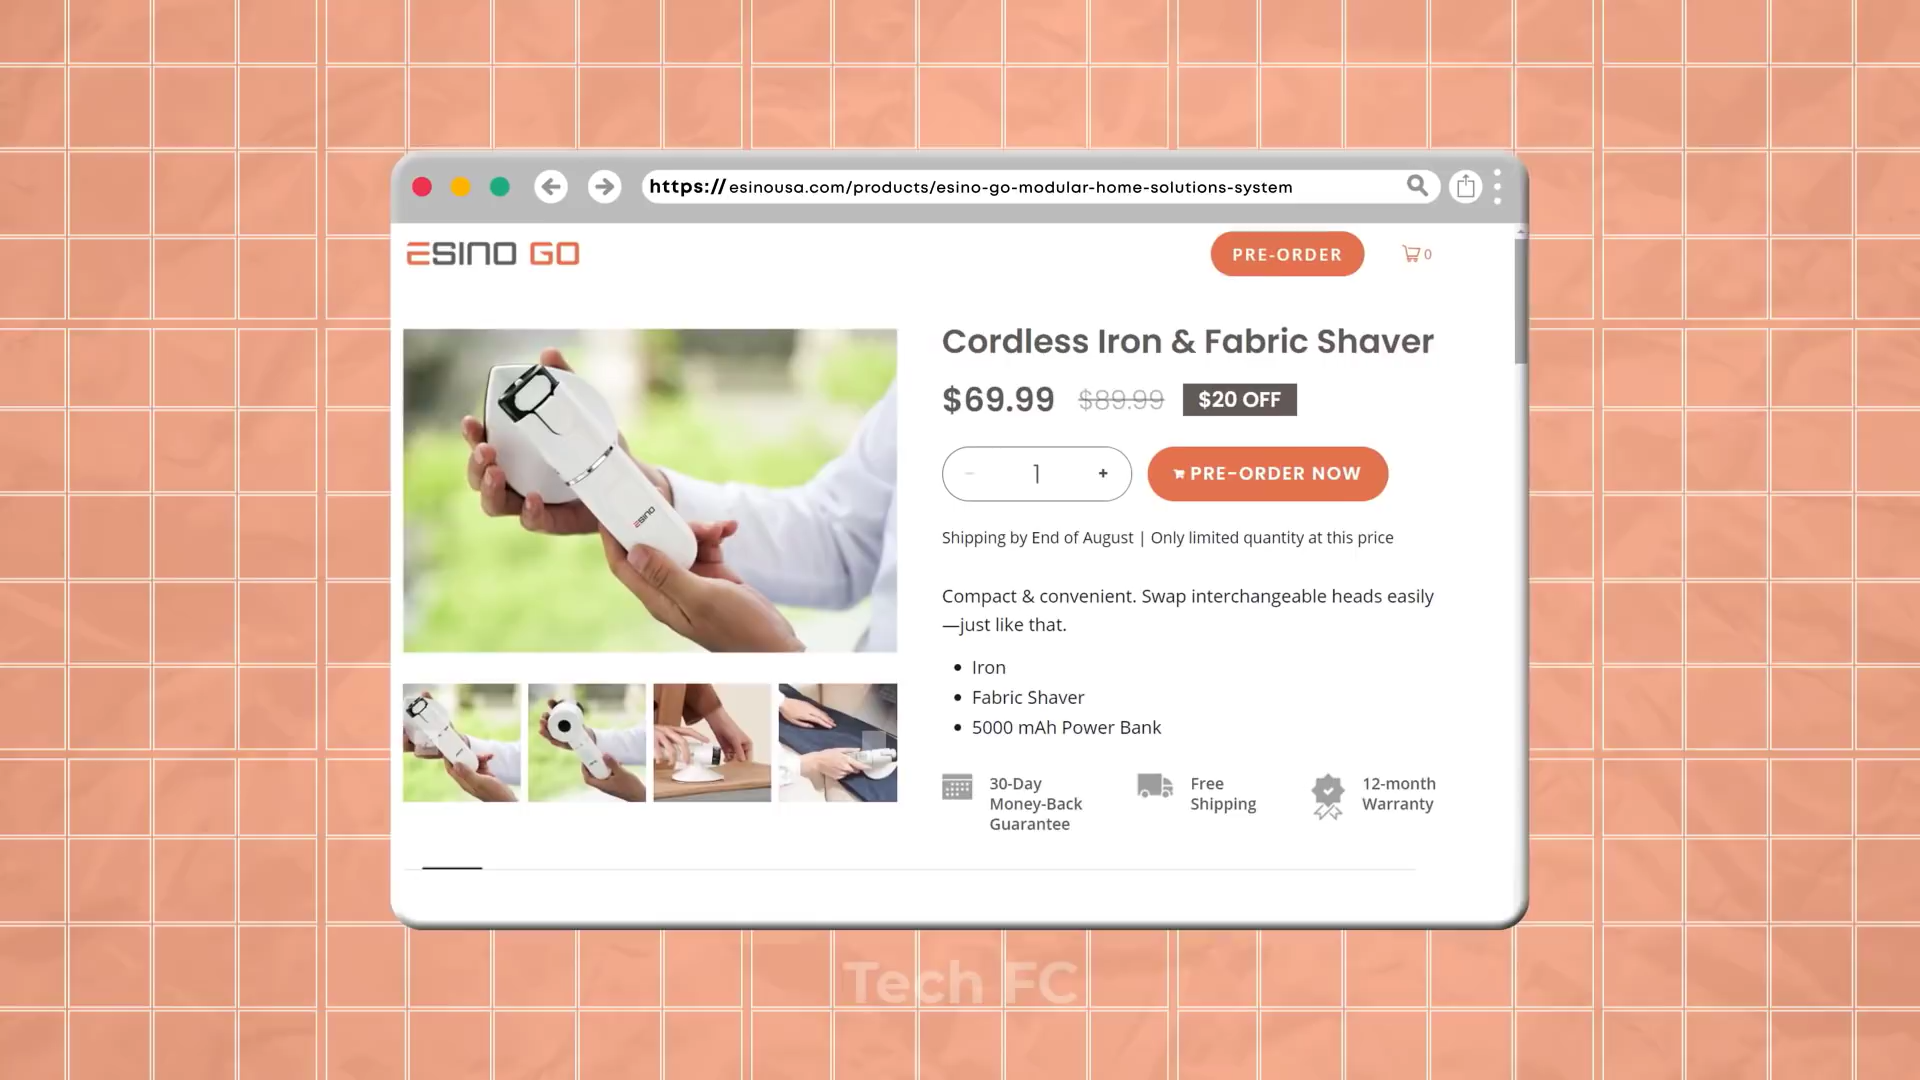 https:// esinousa.com/products/esino-go-modular-home-solutions-system
ESINO GO
PRE-ORDER
0
Cordless Iron & Fabric Shaver
$69.99 $89.99 $20 OFF
− 1 +
PRE-ORDER NOW
Shipping by End of August | Only limited quantity at this price
Compact & convenient. Swap interchangeable heads easily
—just like that.
• Iron
• Fabric Shaver
• 5000 mAh Power Bank
30-Day
Money-Back
Guarantee
Free
Shipping
12-month
Warranty
ESINO
Tech FC